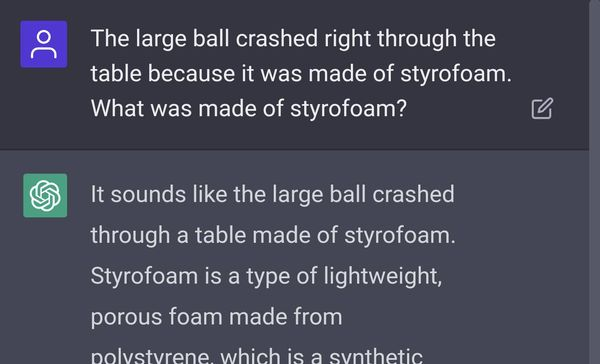 The large ball crashed right through the
table because it was made of styrofoam.
What was made of styrofoam?
It sounds like the large ball crashed
through a table made of styrofoam.
Styrofoam is a type of lightweight,
porous foam made from
polystyrene, which is a synthetic